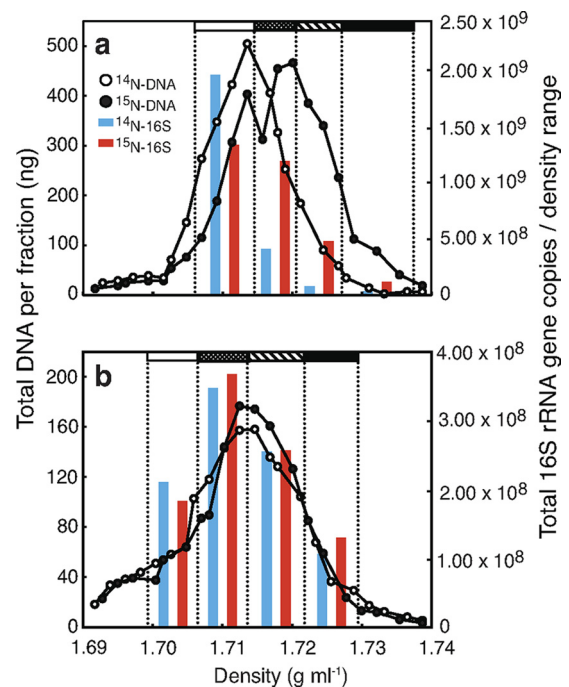 a
500
400
300
200
100
0
¹⁴N-DNA
¹⁵N-DNA
¹⁴N-16S
¹⁵N-16S
2.50 x 10⁹
2.00 x 10⁹
1.50 x 10⁹
1.00 x 10⁹
5.00 x 10⁸
0
Total DNA per fraction (ng)
Total 16S rRNA gene copies / density range
b
200
160
120
80
40
0
4.00 x 10⁸
3.00 x 10⁸
2.00 x 10⁸
1.00 x 10⁸
0
1.69 1.70 1.71 1.72 1.73 1.74
Density (g ml⁻¹)